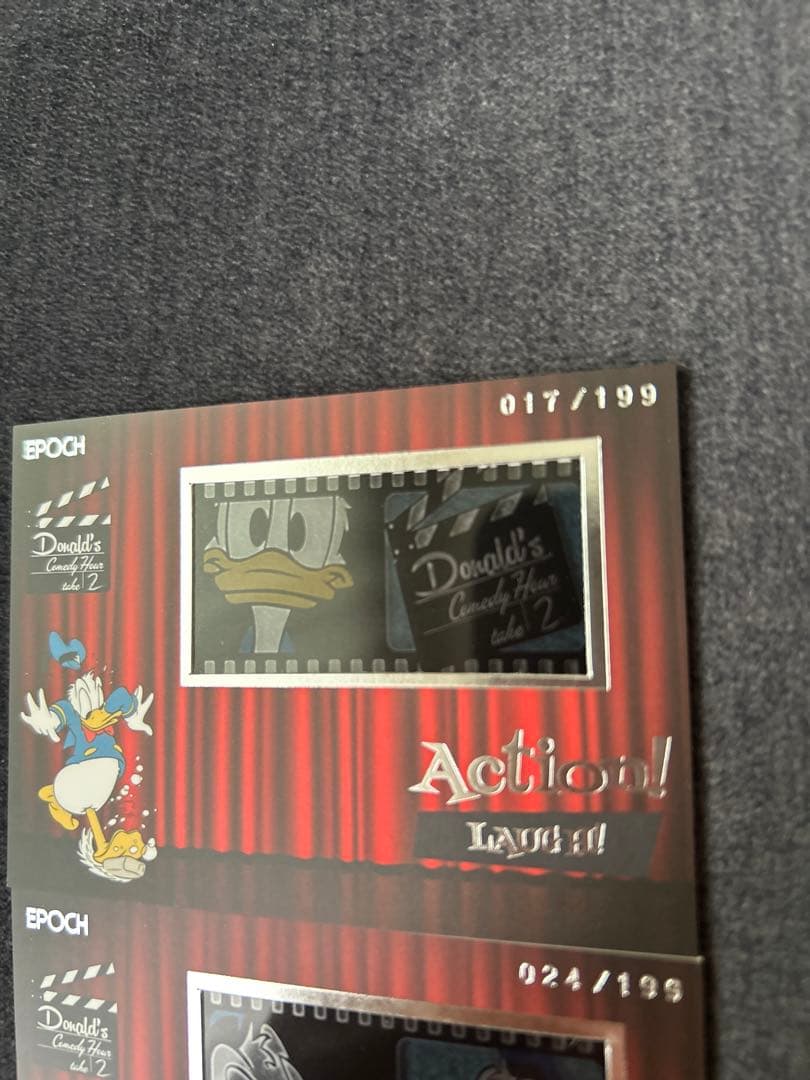 017/199
EPOCH
Donald's
Comedy Hour
take 2
Donald's
Comedy Hour
take 2
Action!
LAUGH!
EPOCH
024/199
Donald's
Comedy Hour
take 2